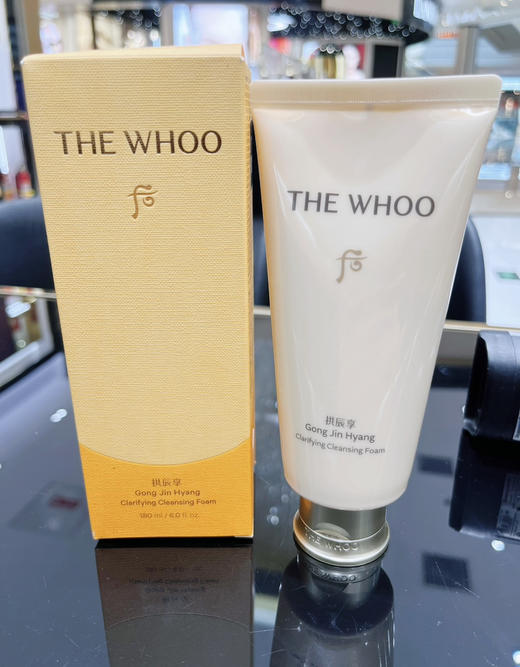 THE WHOO
拱辰享
Gong Jin Hyang
Clarifying Cleansing Foam
180 ml / 6.0 fl. oz.
THE WHOO
拱辰享
Gong Jin Hyang
Clarifying Cleansing Foam
THE WHOO